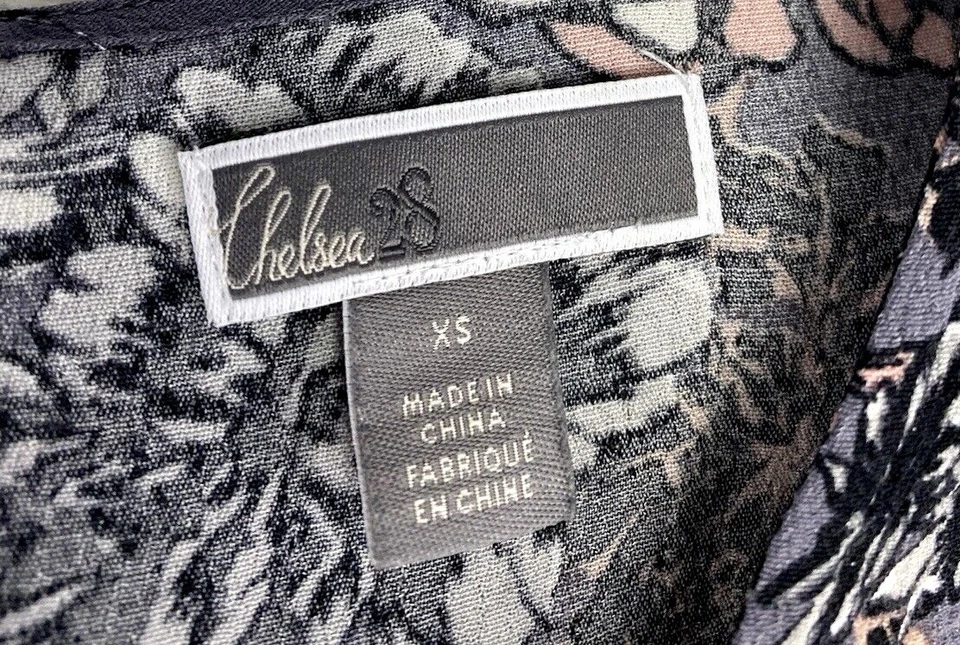 Chelsea28
XS
MADE IN
CHINA
FABRIQUÉ
EN CHINE